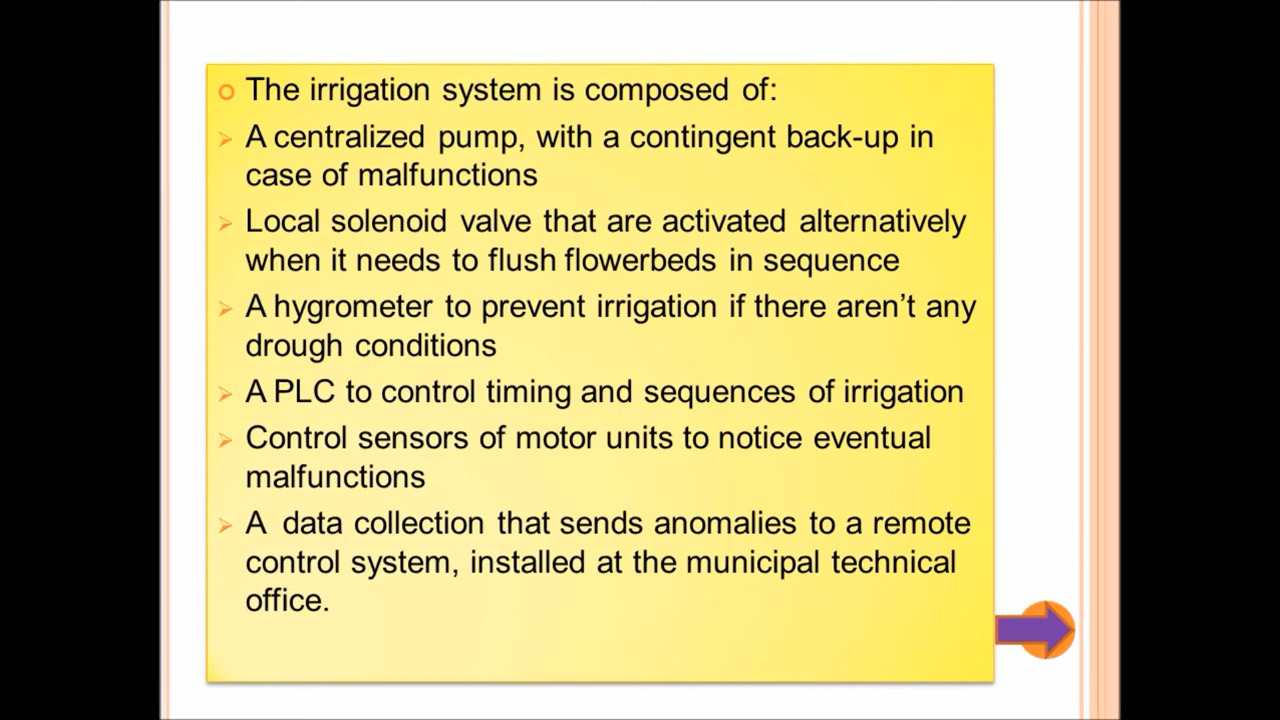 The irrigation system is composed of:
A centralized pump, with a contingent back-up in
case of malfunctions
Local solenoid valve that are activated alternatively
when it needs to flush flowerbeds in sequence
A hygrometer to prevent irrigation if there aren’t any
drough conditions
A PLC to control timing and sequences of irrigation
Control sensors of motor units to notice eventual
malfunctions
A data collection that sends anomalies to a remote
control system, installed at the municipal technical
office.